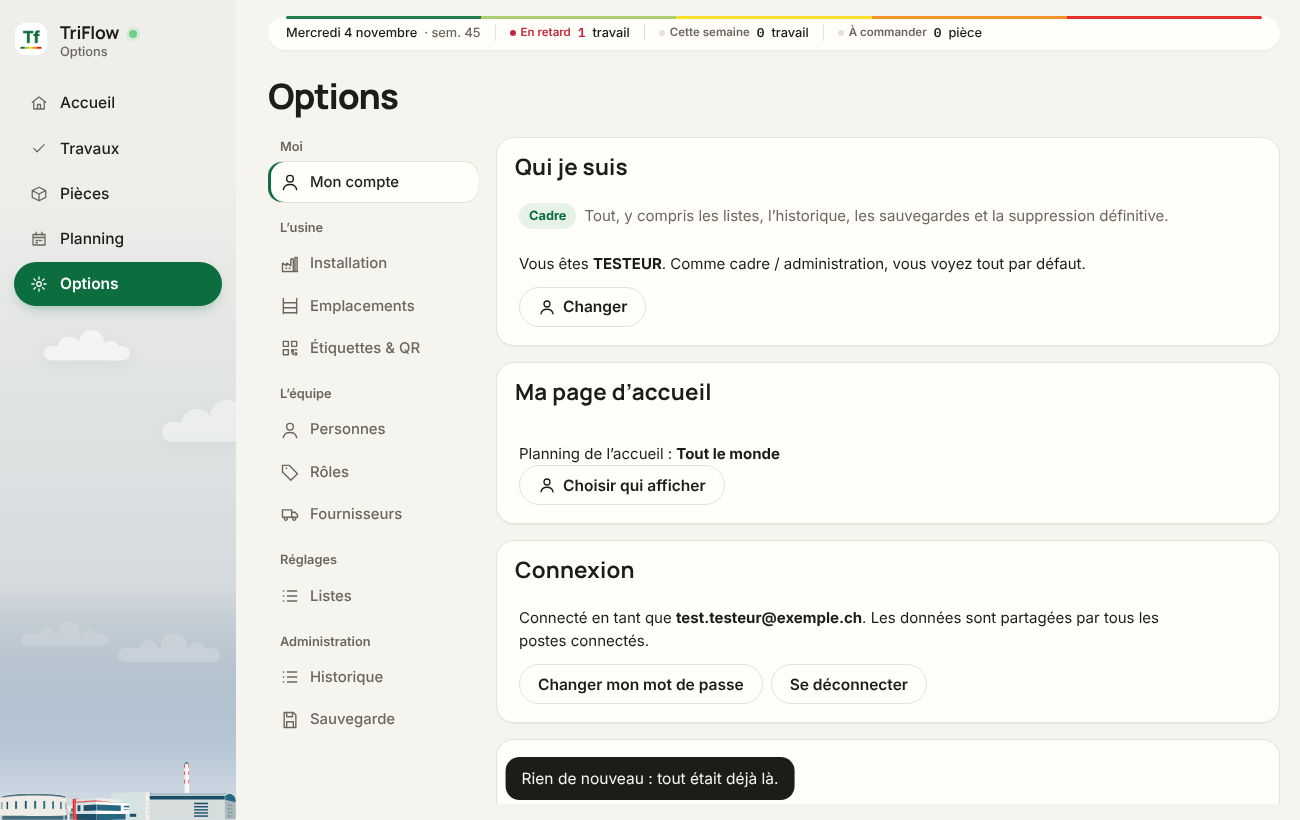 Tf
TriFlow
Options
Accueil
Travaux
Pièces
Planning
Options
Mercredi 4 novembre · sem. 45
En retard 1 travail
Cette semaine 0 travail
À commander 0 pièce
Options
Moi
Mon compte
L’usine
Installation
Emplacements
Étiquettes & QR
L’équipe
Personnes
Rôles
Fournisseurs
Réglages
Listes
Administration
Historique
Sauvegarde
Qui je suis
Cadre Tout, y compris les listes, l’historique, les sauvegardes et la suppression définitive.
Vous êtes TESTEUR. Comme cadre / administration, vous voyez tout par défaut.
Changer
Ma page d’accueil
Planning de l’accueil : Tout le monde
Choisir qui afficher
Connexion
Connecté en tant que test.testeur@exemple.ch. Les données sont partagées par tous les
postes connectés.
Changer mon mot de passe
Se déconnecter
Rien de nouveau : tout était déjà là.